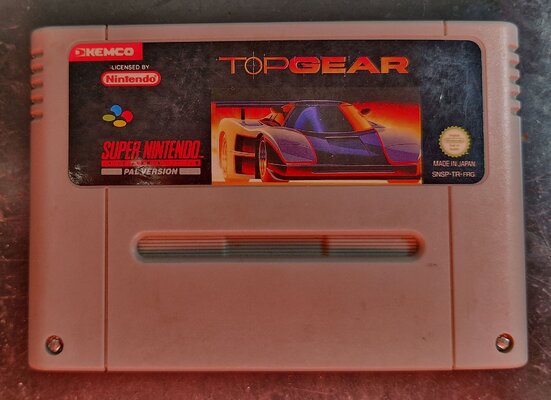 KEMCO
LICENSED BY
Nintendo
TOP GEAR
SUPER NINTENDO
PAL VERSION
MADE IN JAPAN
SNSP-TR-FRG